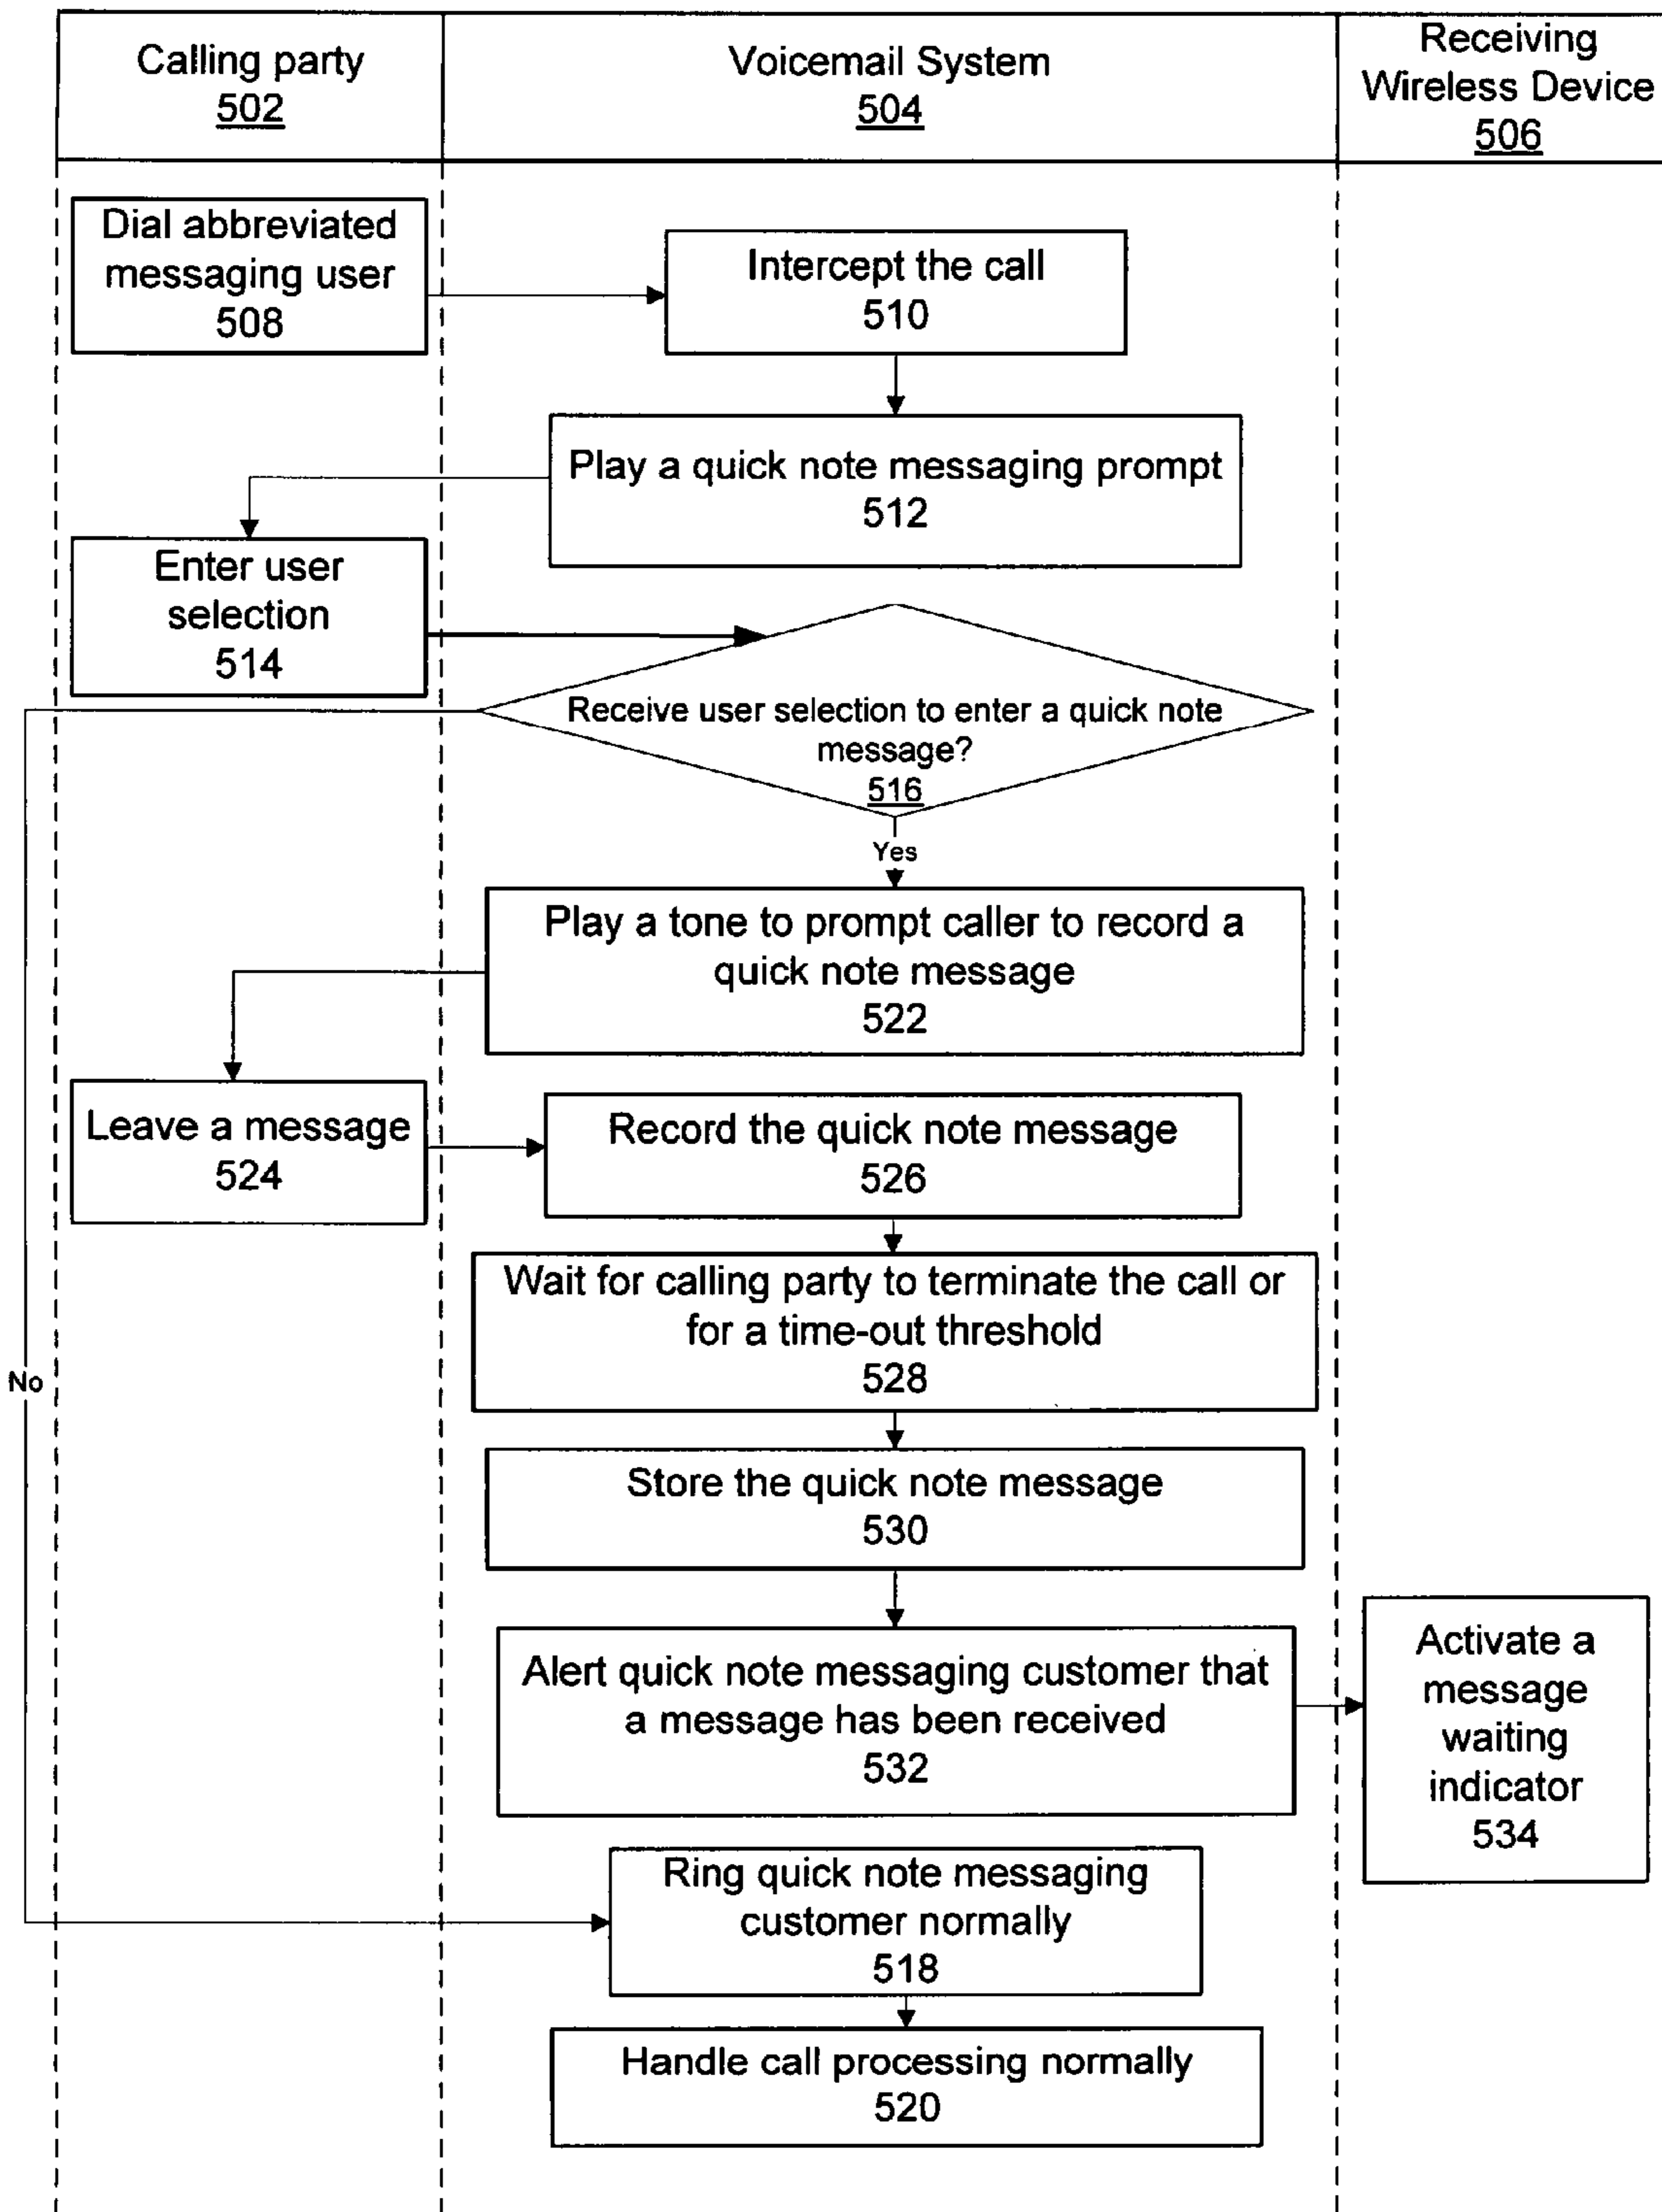 Calling party
502
Voicemail System
504
Receiving
Wireless Device
506
Dial abbreviated
messaging user
508
Intercept the call
510
Play a quick note messaging prompt
512
Enter user
selection
514
Receive user selection to enter a quick note
message?
516
Yes
Play a tone to prompt caller to record a
quick note message
522
Leave a message
524
Record the quick note message
526
Wait for calling party to terminate the call or
for a time-out threshold
528
No
Store the quick note message
530
Alert quick note messaging customer that
a message has been received
532
Activate a
message
waiting
indicator
534
Ring quick note messaging
customer normally
518
Handle call processing normally
520